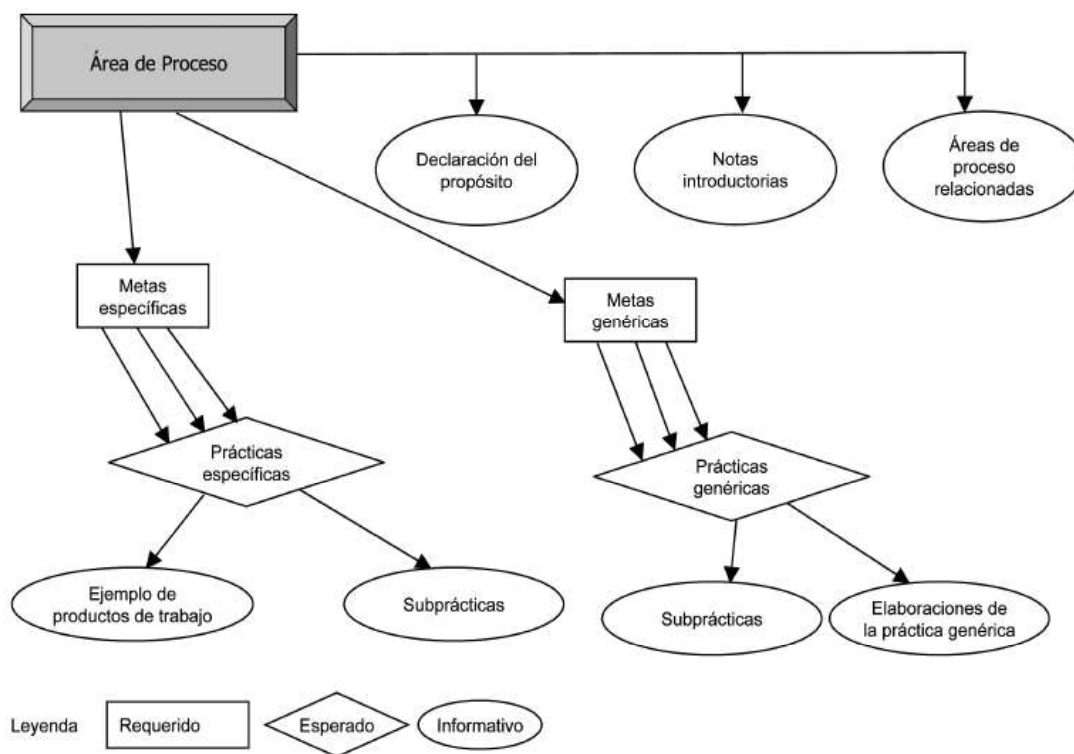 Área de Proceso
Declaración del
propósito
Notas
introductorias
Áreas de
proceso
relacionadas
Metas
específicas
Metas
genéricas
Prácticas
específicas
Prácticas
genéricas
Ejemplo de
productos de trabajo
Subprácticas
Subprácticas
Elaboraciones de
la práctica genérica
Leyenda
Requerido
Esperado
Informativo